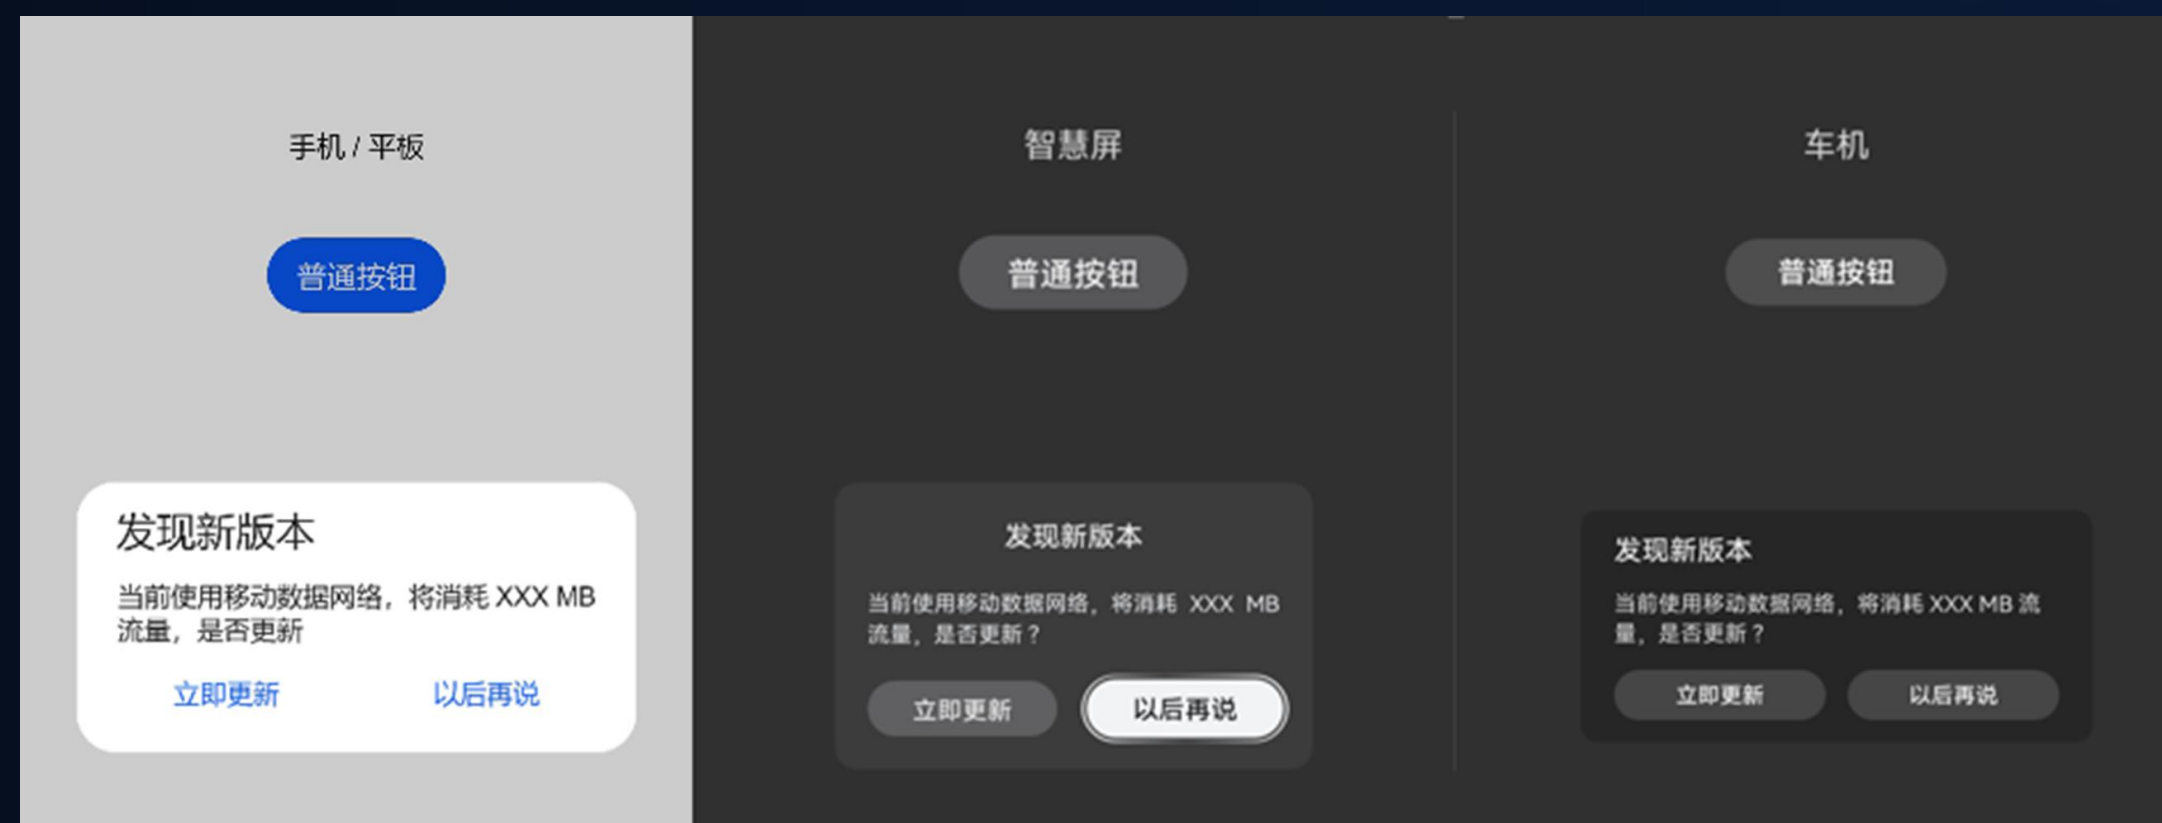 手机 / 平板
普通按钮
发现新版本
当前使用移动数据网络，将消耗 XXX MB
流量，是否更新
立即更新
以后再说
智慧屏
普通按钮
发现新版本
当前使用移动数据网络，将消耗 XXX MB
流量，是否更新？
立即更新
以后再说
车机
普通按钮
发现新版本
当前使用移动数据网络，将消耗 XXX MB 流
量，是否更新？
立即更新
以后再说